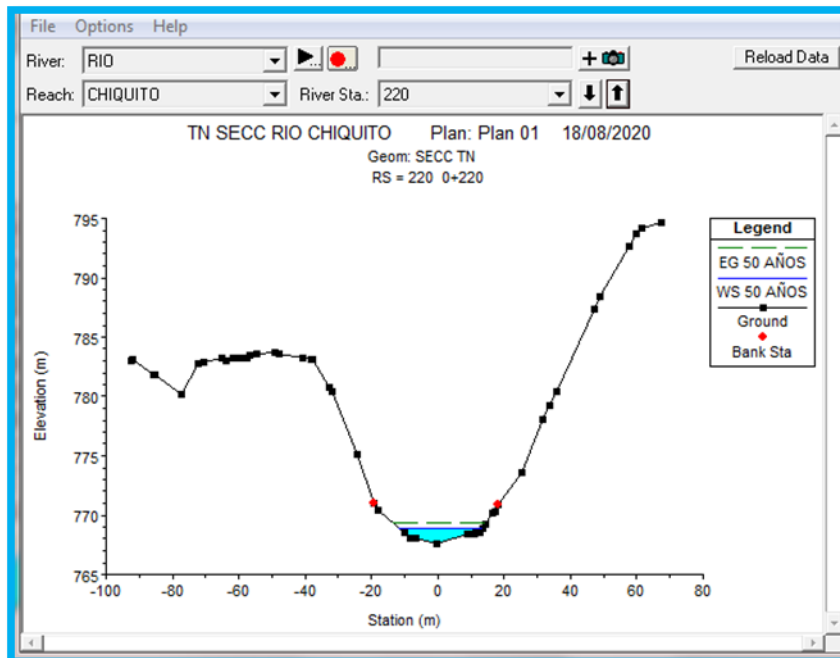 File Options Help
River: RIO Reload Data
Reach: CHIQUITO River Sta.: 220
TN SECC RIO CHIQUITO Plan: Plan 01 18/08/2020
Geom: SECC TN
RS = 220 0+220
Legend
EG 50 AÑOS
WS 50 AÑOS
Ground
Bank Sta
Elevation (m)
795
790
785
780
775
770
765
-100 -80 -60 -40 -20 0 20 40 60 80
Station (m)